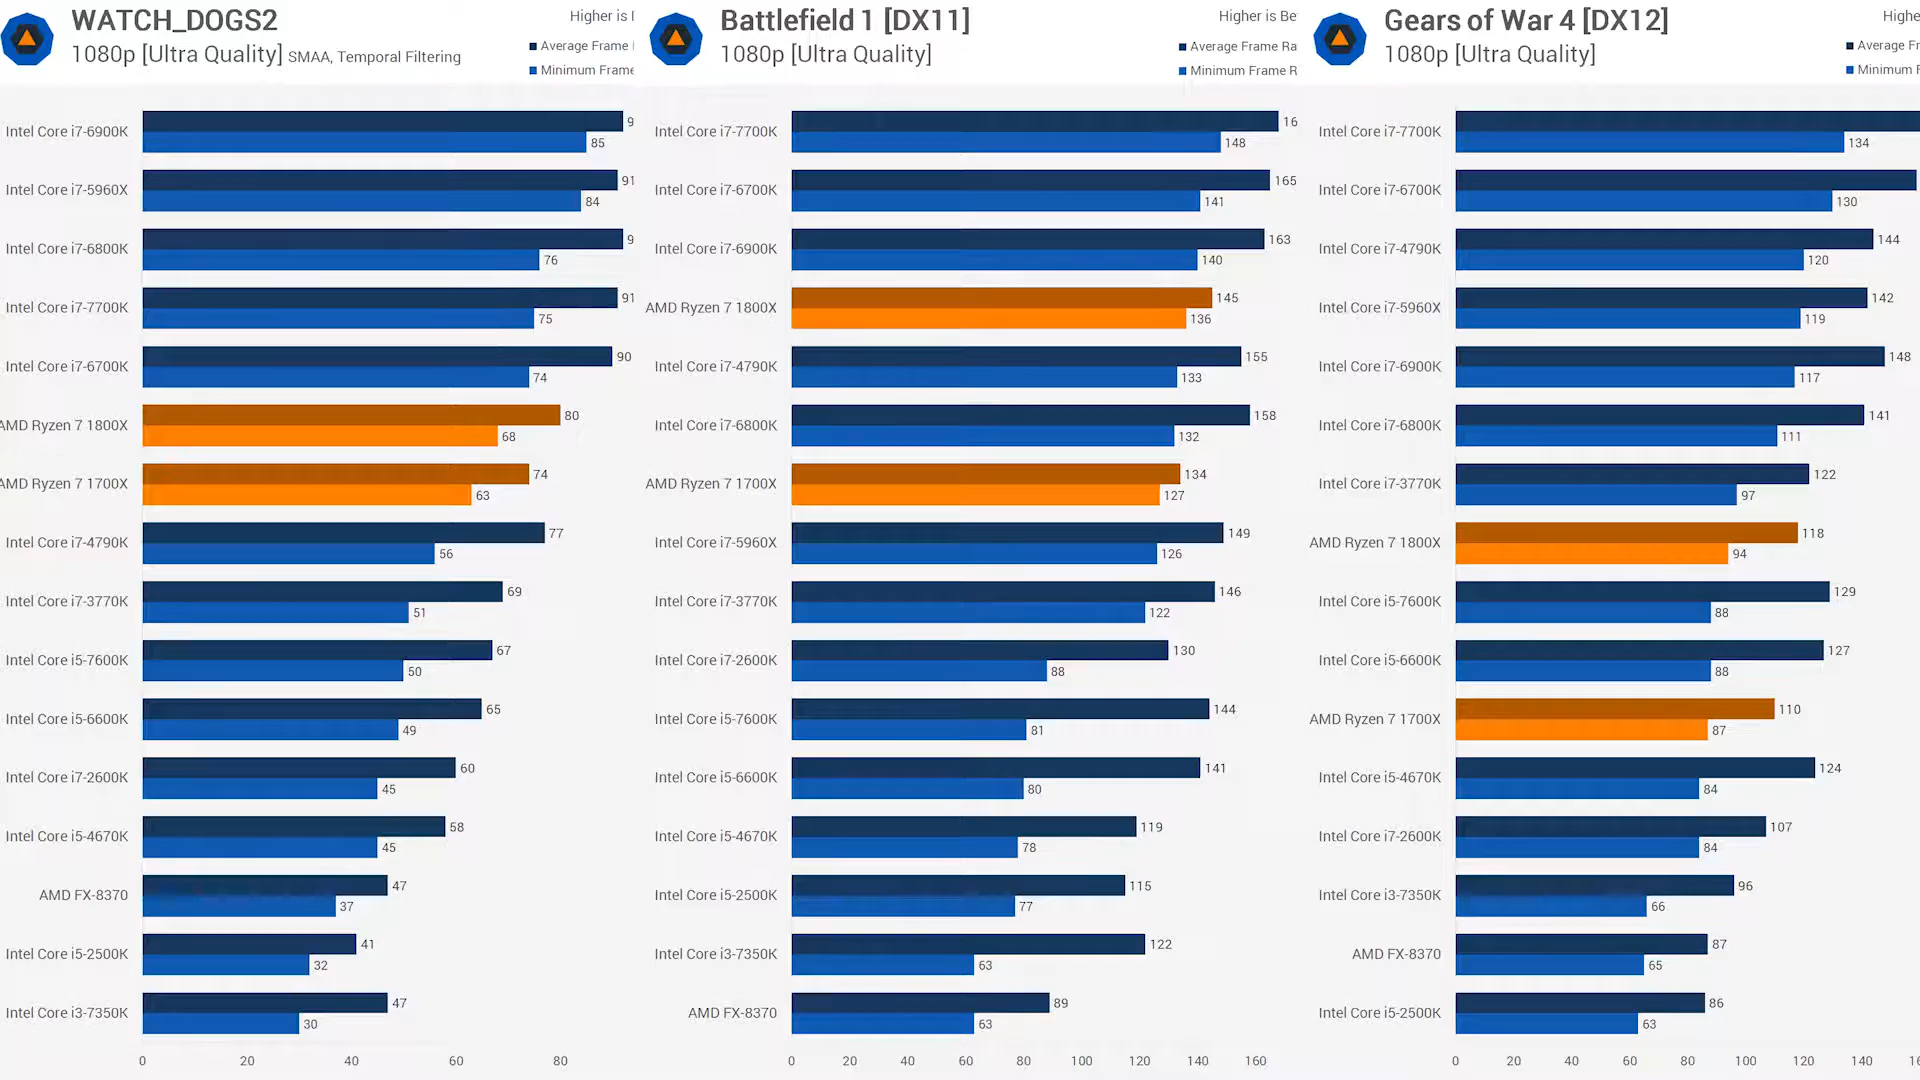 WATCH_DOGS2
1080p [Ultra Quality] SMAA, Temporal Filtering
Higher is
Average Frame
Minimum Frame
Intel Core i7-6900K
9
85
Intel Core i7-5960X
91
84
Intel Core i7-6800K
9
76
Intel Core i7-7700K
91
75
Intel Core i7-6700K
90
74
AMD Ryzen 7 1800X
80
68
AMD Ryzen 7 1700X
74
63
Intel Core i7-4790K
77
56
Intel Core i7-3770K
69
51
Intel Core i5-7600K
67
50
Intel Core i5-6600K
65
49
Intel Core i7-2600K
60
45
Intel Core i5-4670K
58
45
AMD FX-8370
47
37
Intel Core i5-2500K
41
32
Intel Core i3-7350K
47
30
0 20 40 60 80
Battlefield 1 [DX11]
1080p [Ultra Quality]
Higher is Be
Average Frame Ra
Minimum Frame R
Intel Core i7-7700K
16
148
Intel Core i7-6700K
165
141
Intel Core i7-6900K
163
140
AMD Ryzen 7 1800X
145
136
Intel Core i7-4790K
155
133
Intel Core i7-6800K
158
132
AMD Ryzen 7 1700X
134
127
Intel Core i7-5960X
149
126
Intel Core i7-3770K
146
122
Intel Core i7-2600K
130
88
Intel Core i5-7600K
144
81
Intel Core i5-6600K
141
80
Intel Core i5-4670K
119
78
Intel Core i5-2500K
115
77
Intel Core i3-7350K
122
63
AMD FX-8370
89
63
0 20 40 60 80 100 120 140 160
Gears of War 4 [DX12]
1080p [Ultra Quality]
Highe
Average Fr
Minimum F
Intel Core i7-7700K
134
Intel Core i7-6700K
130
Intel Core i7-4790K
144
120
Intel Core i7-5960X
142
119
Intel Core i7-6900K
148
117
Intel Core i7-6800K
141
111
Intel Core i7-3770K
122
97
AMD Ryzen 7 1800X
118
94
Intel Core i5-7600K
129
88
Intel Core i5-6600K
127
88
AMD Ryzen 7 1700X
110
87
Intel Core i5-4670K
124
84
Intel Core i7-2600K
107
84
Intel Core i3-7350K
96
66
AMD FX-8370
87
65
Intel Core i5-2500K
86
63
0 20 40 60 80 100 120 140 16